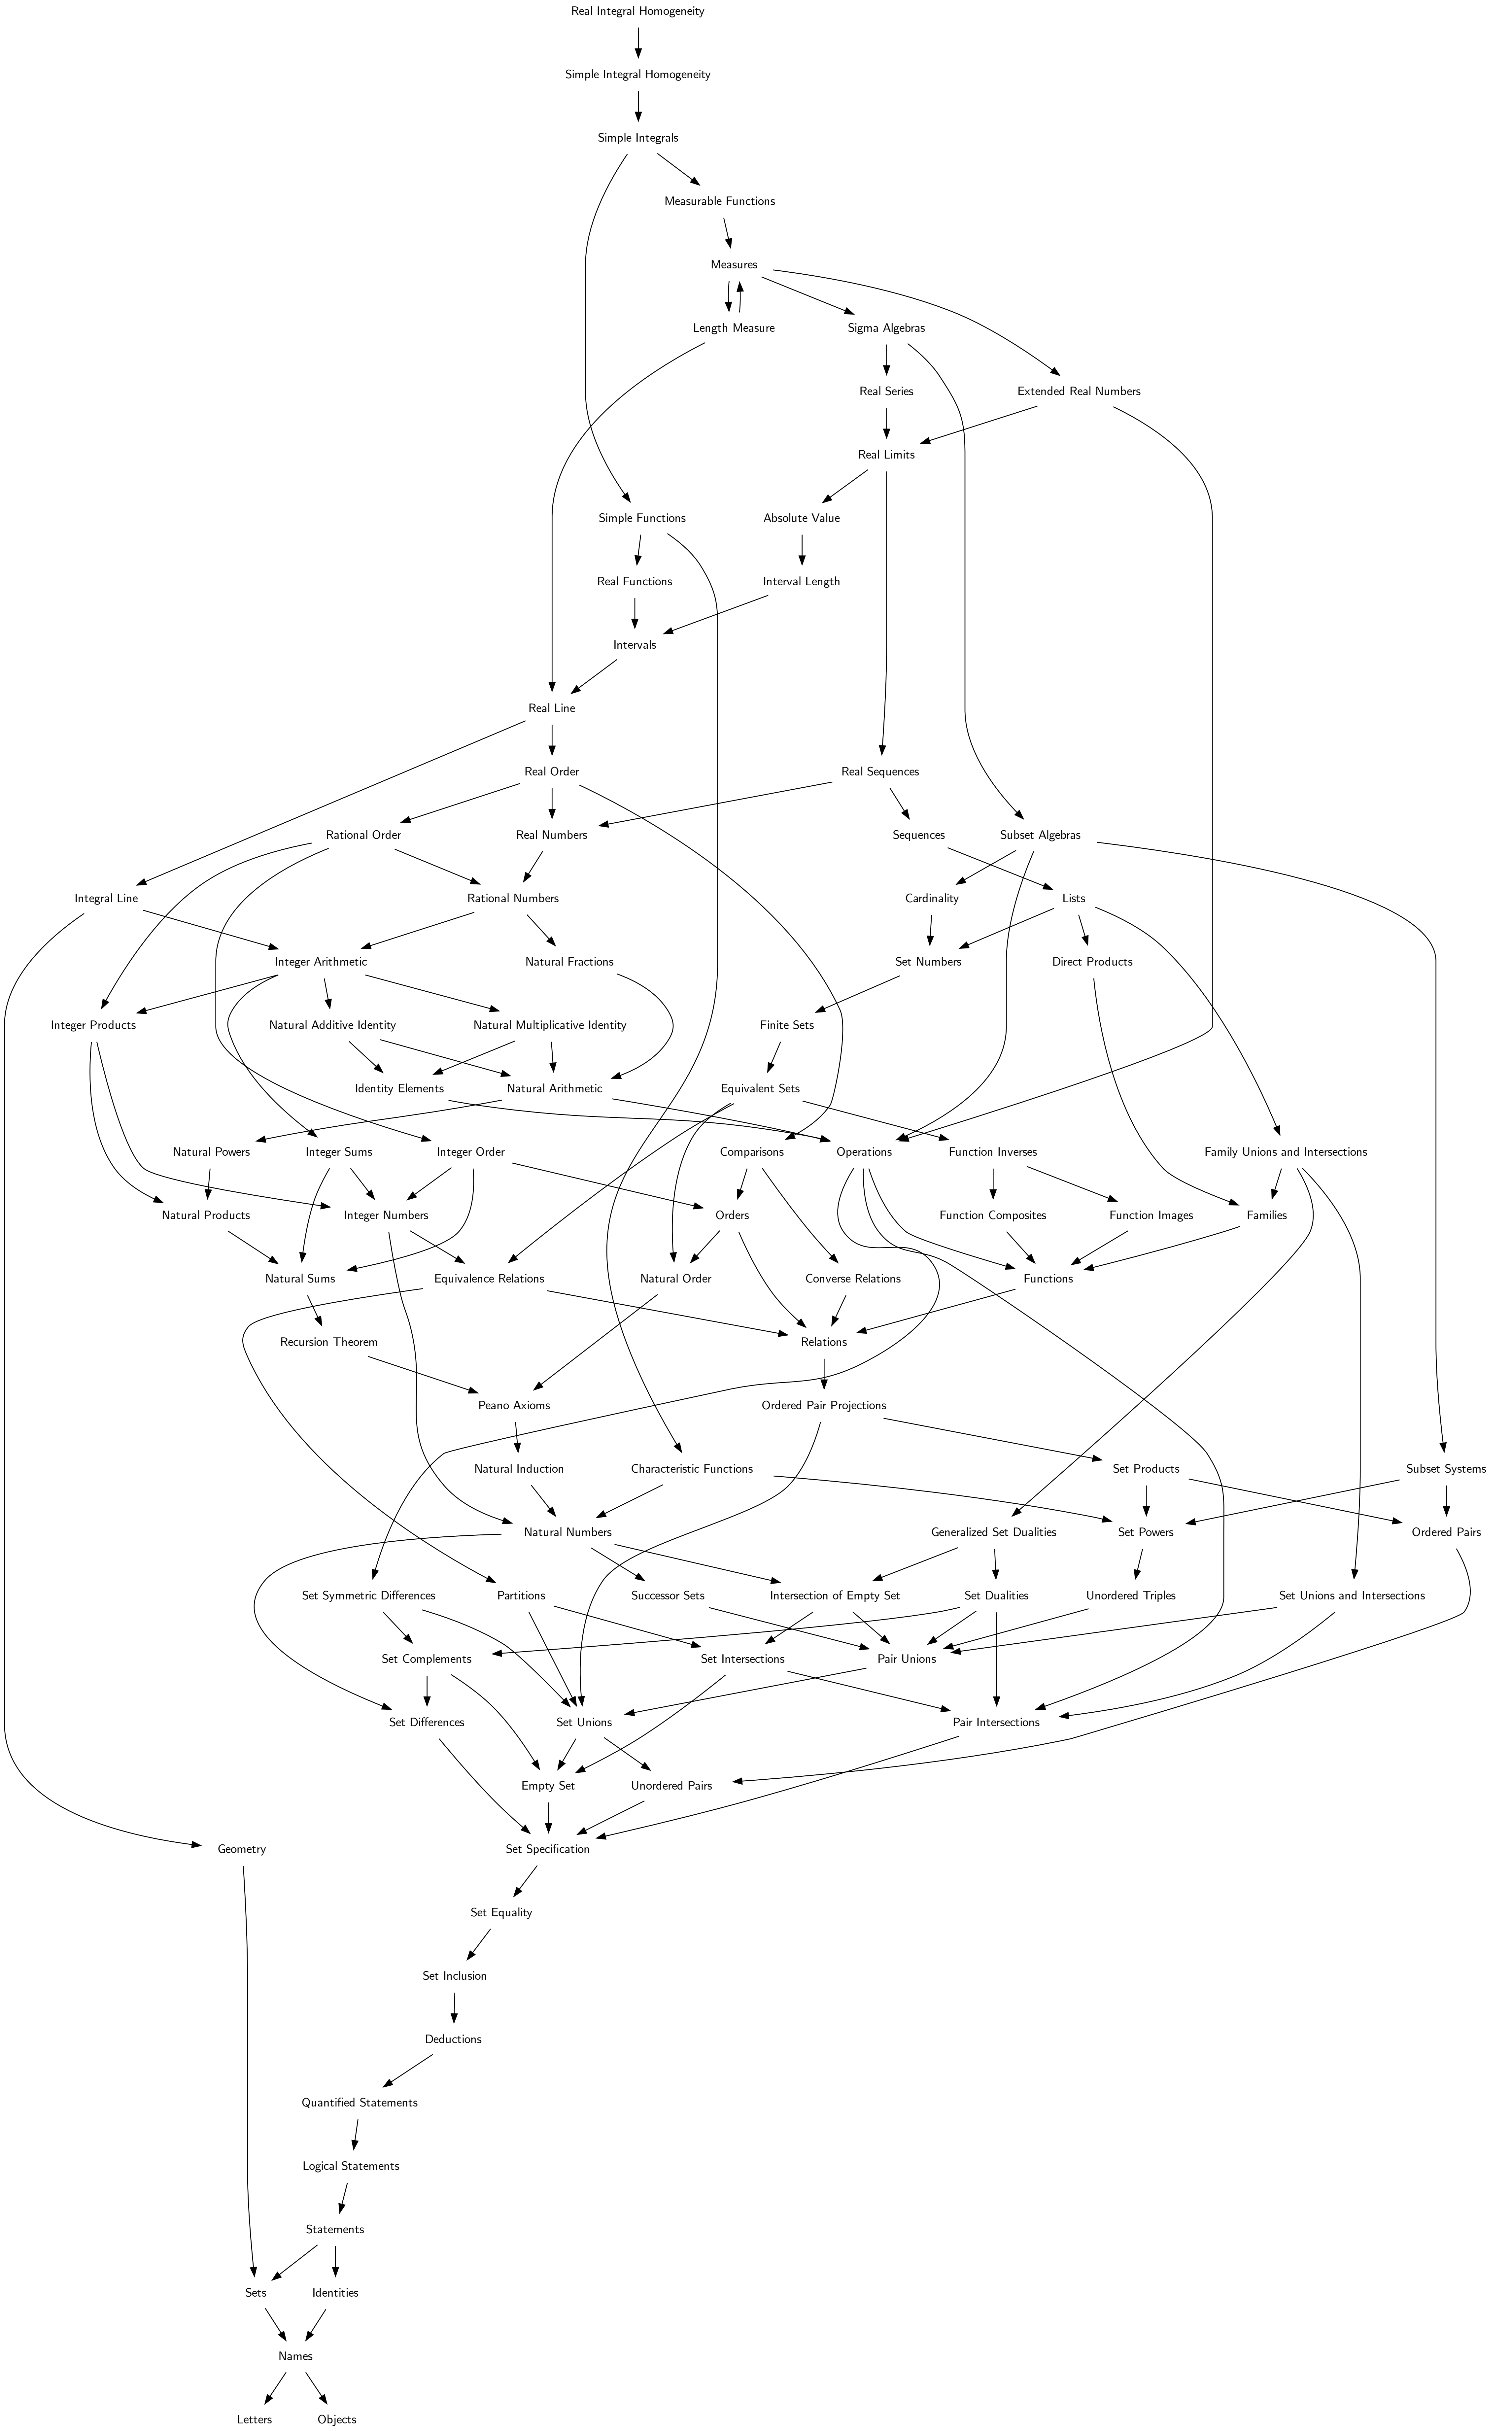 Real Integral Homogeneity
Simple Integral Homogeneity
Simple Integrals
Measurable Functions
Measures
Length Measure
Sigma Algebras
Real Series
Extended Real Numbers
Real Limits
Simple Functions
Absolute Value
Real Functions
Interval Length
Intervals
Real Line
Real Order
Real Sequences
Rational Order
Real Numbers
Sequences
Subset Algebras
Integral Line
Rational Numbers
Cardinality
Lists
Integer Arithmetic
Natural Fractions
Set Numbers
Direct Products
Integer Products
Natural Additive Identity
Natural Multiplicative Identity
Finite Sets
Identity Elements
Natural Arithmetic
Equivalent Sets
Natural Powers
Integer Sums
Integer Order
Comparisons
Operations
Function Inverses
Family Unions and Intersections
Natural Products
Integer Numbers
Orders
Function Composites
Function Images
Families
Natural Sums
Equivalence Relations
Natural Order
Converse Relations
Functions
Recursion Theorem
Relations
Peano Axioms
Ordered Pair Projections
Natural Induction
Characteristic Functions
Set Products
Subset Systems
Natural Numbers
Generalized Set Dualities
Set Powers
Ordered Pairs
Set Symmetric Differences
Partitions
Successor Sets
Intersection of Empty Set
Set Dualities
Unordered Triples
Set Unions and Intersections
Set Complements
Set Intersections
Pair Unions
Set Differences
Set Unions
Pair Intersections
Empty Set
Unordered Pairs
Geometry
Set Specification
Set Equality
Set Inclusion
Deductions
Quantified Statements
Logical Statements
Statements
Sets
Identities
Names
Letters
Objects